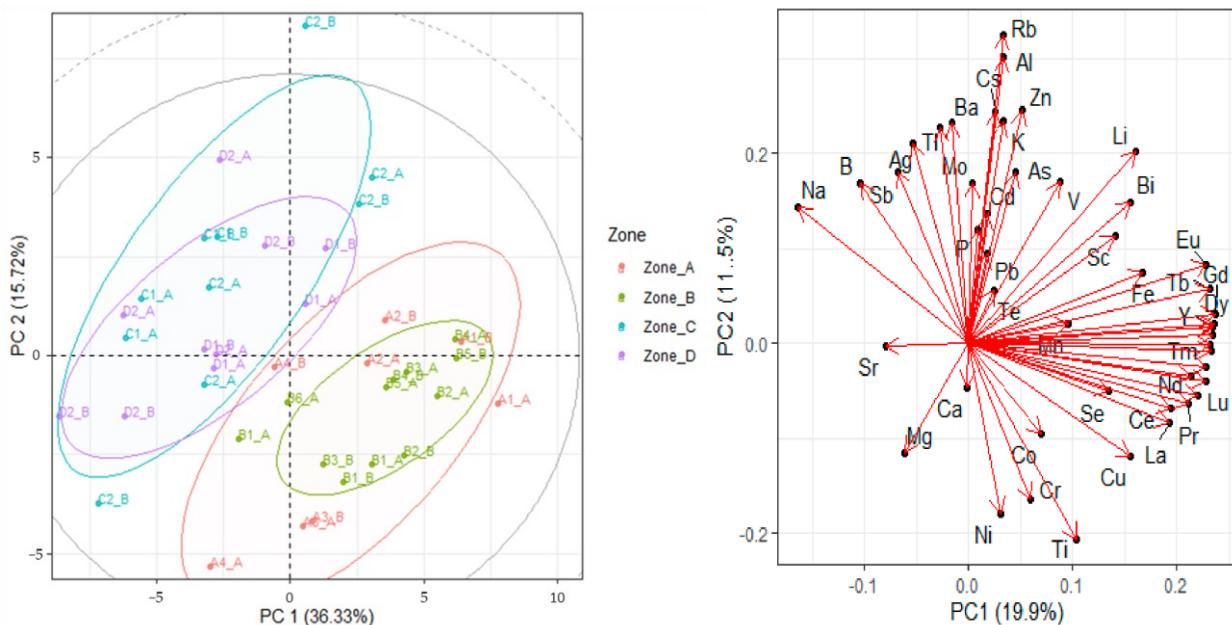 C2_B
5
0
-5
PC 2 (15.72%)
D2_A
C2_A
C2_B
D2_B
D1_B
C2_A
C1_A
D2_A
D1_A
C1_A
A2_B
D1_B
D1_A
A4_B
A2_A
B5_B
B3_A
C2_A
B2_A
B6_A
A1_A
D2_B
D2_B
B1_A
B3_B
B1_A
B2_B
B1_B
C2_B
A3_B
A4_A
-5
0
5
10
PC 1 (36.33%)
Zone
Zone_A
Zone_B
Zone_C
Zone_D
Rb
Al
Cs
Zn
Ba
Tl
K
Li
Ag
Mo
As
B
Sb
Bi
Na
Cd
V
P
Sc
Eu
Gd
Pb
Tb
Fe
Te
Dy
Y
Mn
Tm
Sr
Nd
Ca
Se
Lu
Ce
Pr
Mg
La
Co
Cu
Cr
Ni
Ti
0.2
0.0
-0.2
PC2 (11..5%)
-0.1
0.0
0.1
0.2
PC1 (19.9%)